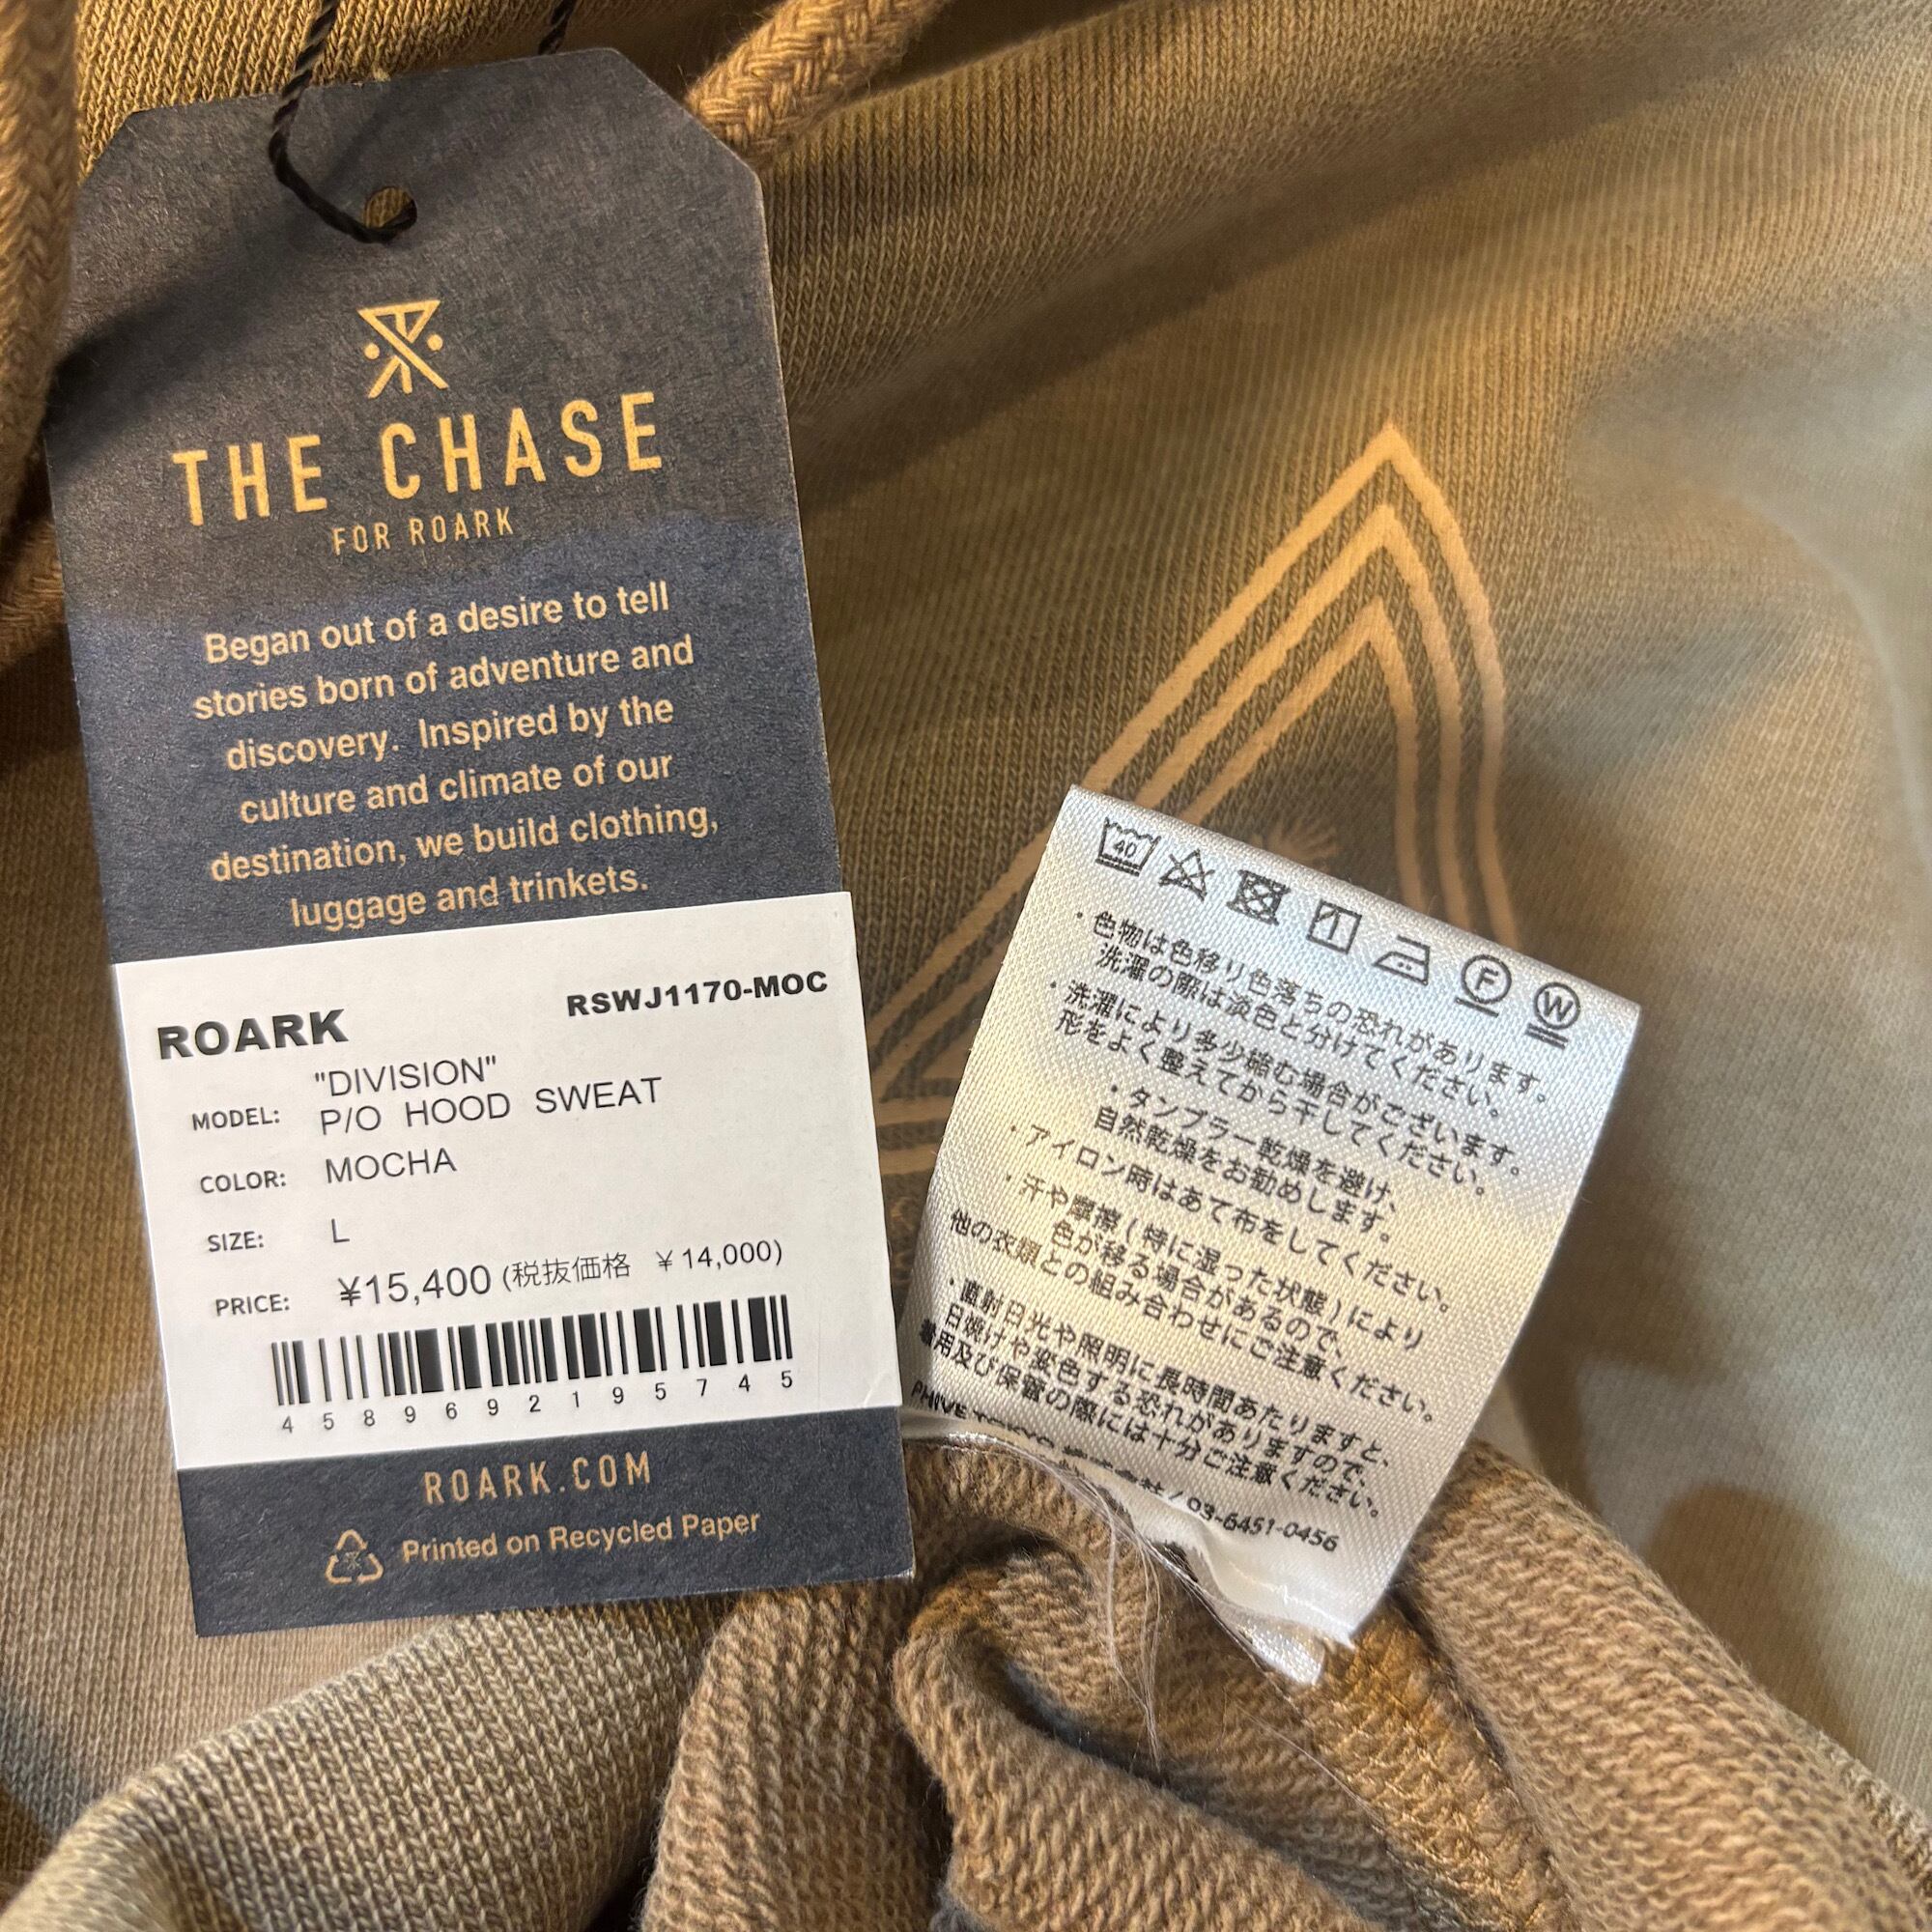 THE CHASE
FOR ROARK
Began out of a desire to tell
stories born of adventure and
discovery. Inspired by the
culture and climate of our
destination, we build clothing,
luggage and trinkets.
ROARK
RSWJ1170-MOC
MODEL: "DIVISION"
P/O HOOD SWEAT
COLOR: MOCHA
SIZE: L
PRICE: ¥15,400 (税抜価格 ¥14,000)
4589692195745
ROARK.COM
Printed on Recycled Paper
40
F
W
・色物は色移り色落ちの恐れがあります。
洗濯の際は淡色と分けてください。
・洗濯により多少縮む場合がございます。
形をよく整えてから干してください。
・タンブラー乾燥を避け、
自然乾燥をお勧めします。
・アイロン時はあて布をしてください。
・汗や摩擦(特に湿った状態)により
色が移る場合があるので、
他の衣類との組み合わせにご注意ください。
・直射日光や照明に長時間あたりますと、
日焼けや変色する恐れがありますので、
着用及び保管の際には十分ご注意ください。
TOKYO 株式会社 / 03-6451-0456